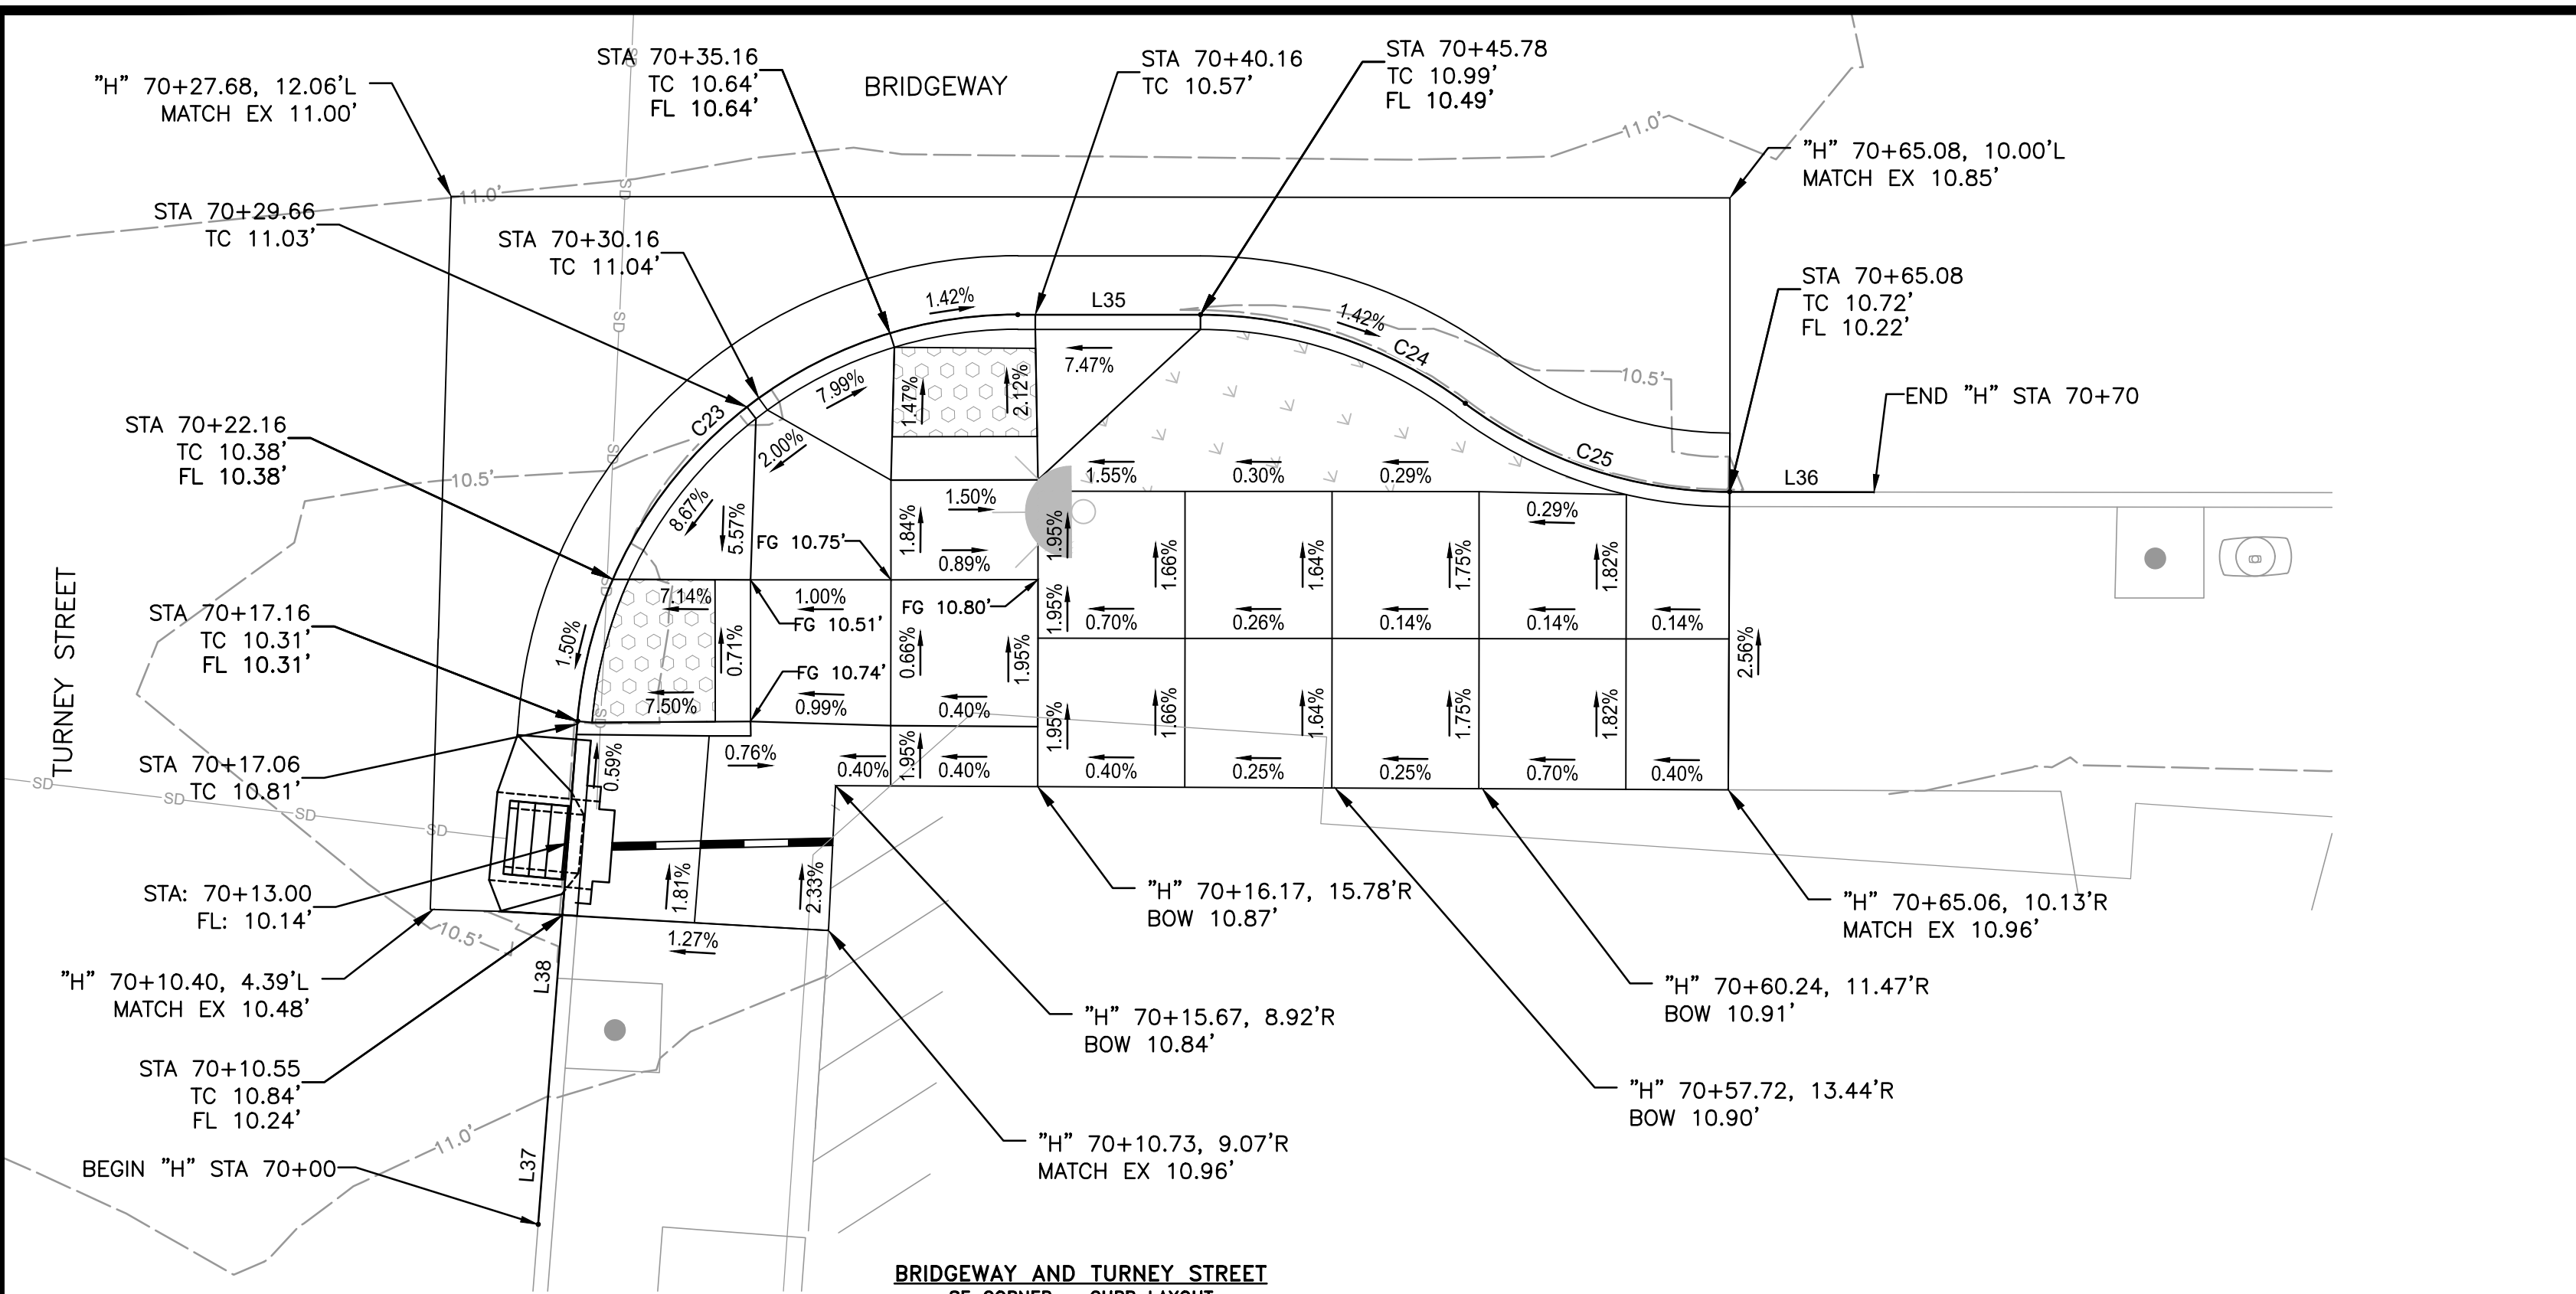 STA 70+35.16
TC 10.64'
FL 10.64'
BRIDGEWAY
STA 70+40.16
TC 10.57'
STA 70+45.78
TC 10.99'
FL 10.49'
"H" 70+27.68, 12.06'L
MATCH EX 11.00'
11.0'
"H" 70+65.08, 10.00'L
MATCH EX 10.85'
SD
SD
11.0'
STA 70+29.66
TC 11.03'
STA 70+30.16
TC 11.04'
STA 70+65.08
TC 10.72'
FL 10.22'
1.42%
L35
1.42%
SD
C24
7.47%
10.5'
7.99%
1.47%
2.12%
END "H" STA 70+70
C23
2.00%
STA 70+22.16
TC 10.38'
FL 10.38'
SD
10.5'
C25
L36
1.55%
0.30%
0.29%
8.67%
5.57%
1.50%
1.84%
0.89%
FG 10.75'
1.95%
0.29%
1.66%
1.64%
1.75%
1.82%
SD
7.14%
1.00%
FG 10.51'
FG 10.80'
1.95%
0.70%
0.26%
0.14%
0.14%
0.14%
TURNEY STREET
STA 70+17.16
TC 10.31'
FL 10.31'
1.50%
0.71%
0.66%
1.95%
2.56%
FG 10.74'
7.50%
0.99%
0.40%
SD
1.95%
1.66%
1.64%
1.75%
1.82%
STA 70+17.06
TC 10.81'
0.59%
0.76%
0.40%
1.95%
0.40%
0.40%
0.25%
0.25%
0.70%
0.40%
SD
SD
SD
SD
STA: 70+13.00
FL: 10.14'
1.81%
2.33%
"H" 70+16.17, 15.78'R
BOW 10.87'
"H" 70+65.06, 10.13'R
MATCH EX 10.96'
10.5'
1.27%
"H" 70+10.40, 4.39'L
MATCH EX 10.48'
L38
"H" 70+60.24, 11.47'R
BOW 10.91'
"H" 70+15.67, 8.92'R
BOW 10.84'
STA 70+10.55
TC 10.84'
FL 10.24'
"H" 70+57.72, 13.44'R
BOW 10.90'
11.0'
"H" 70+10.73, 9.07'R
MATCH EX 10.96'
BEGIN "H" STA 70+00
L37
BRIDGEWAY AND TURNEY STREET